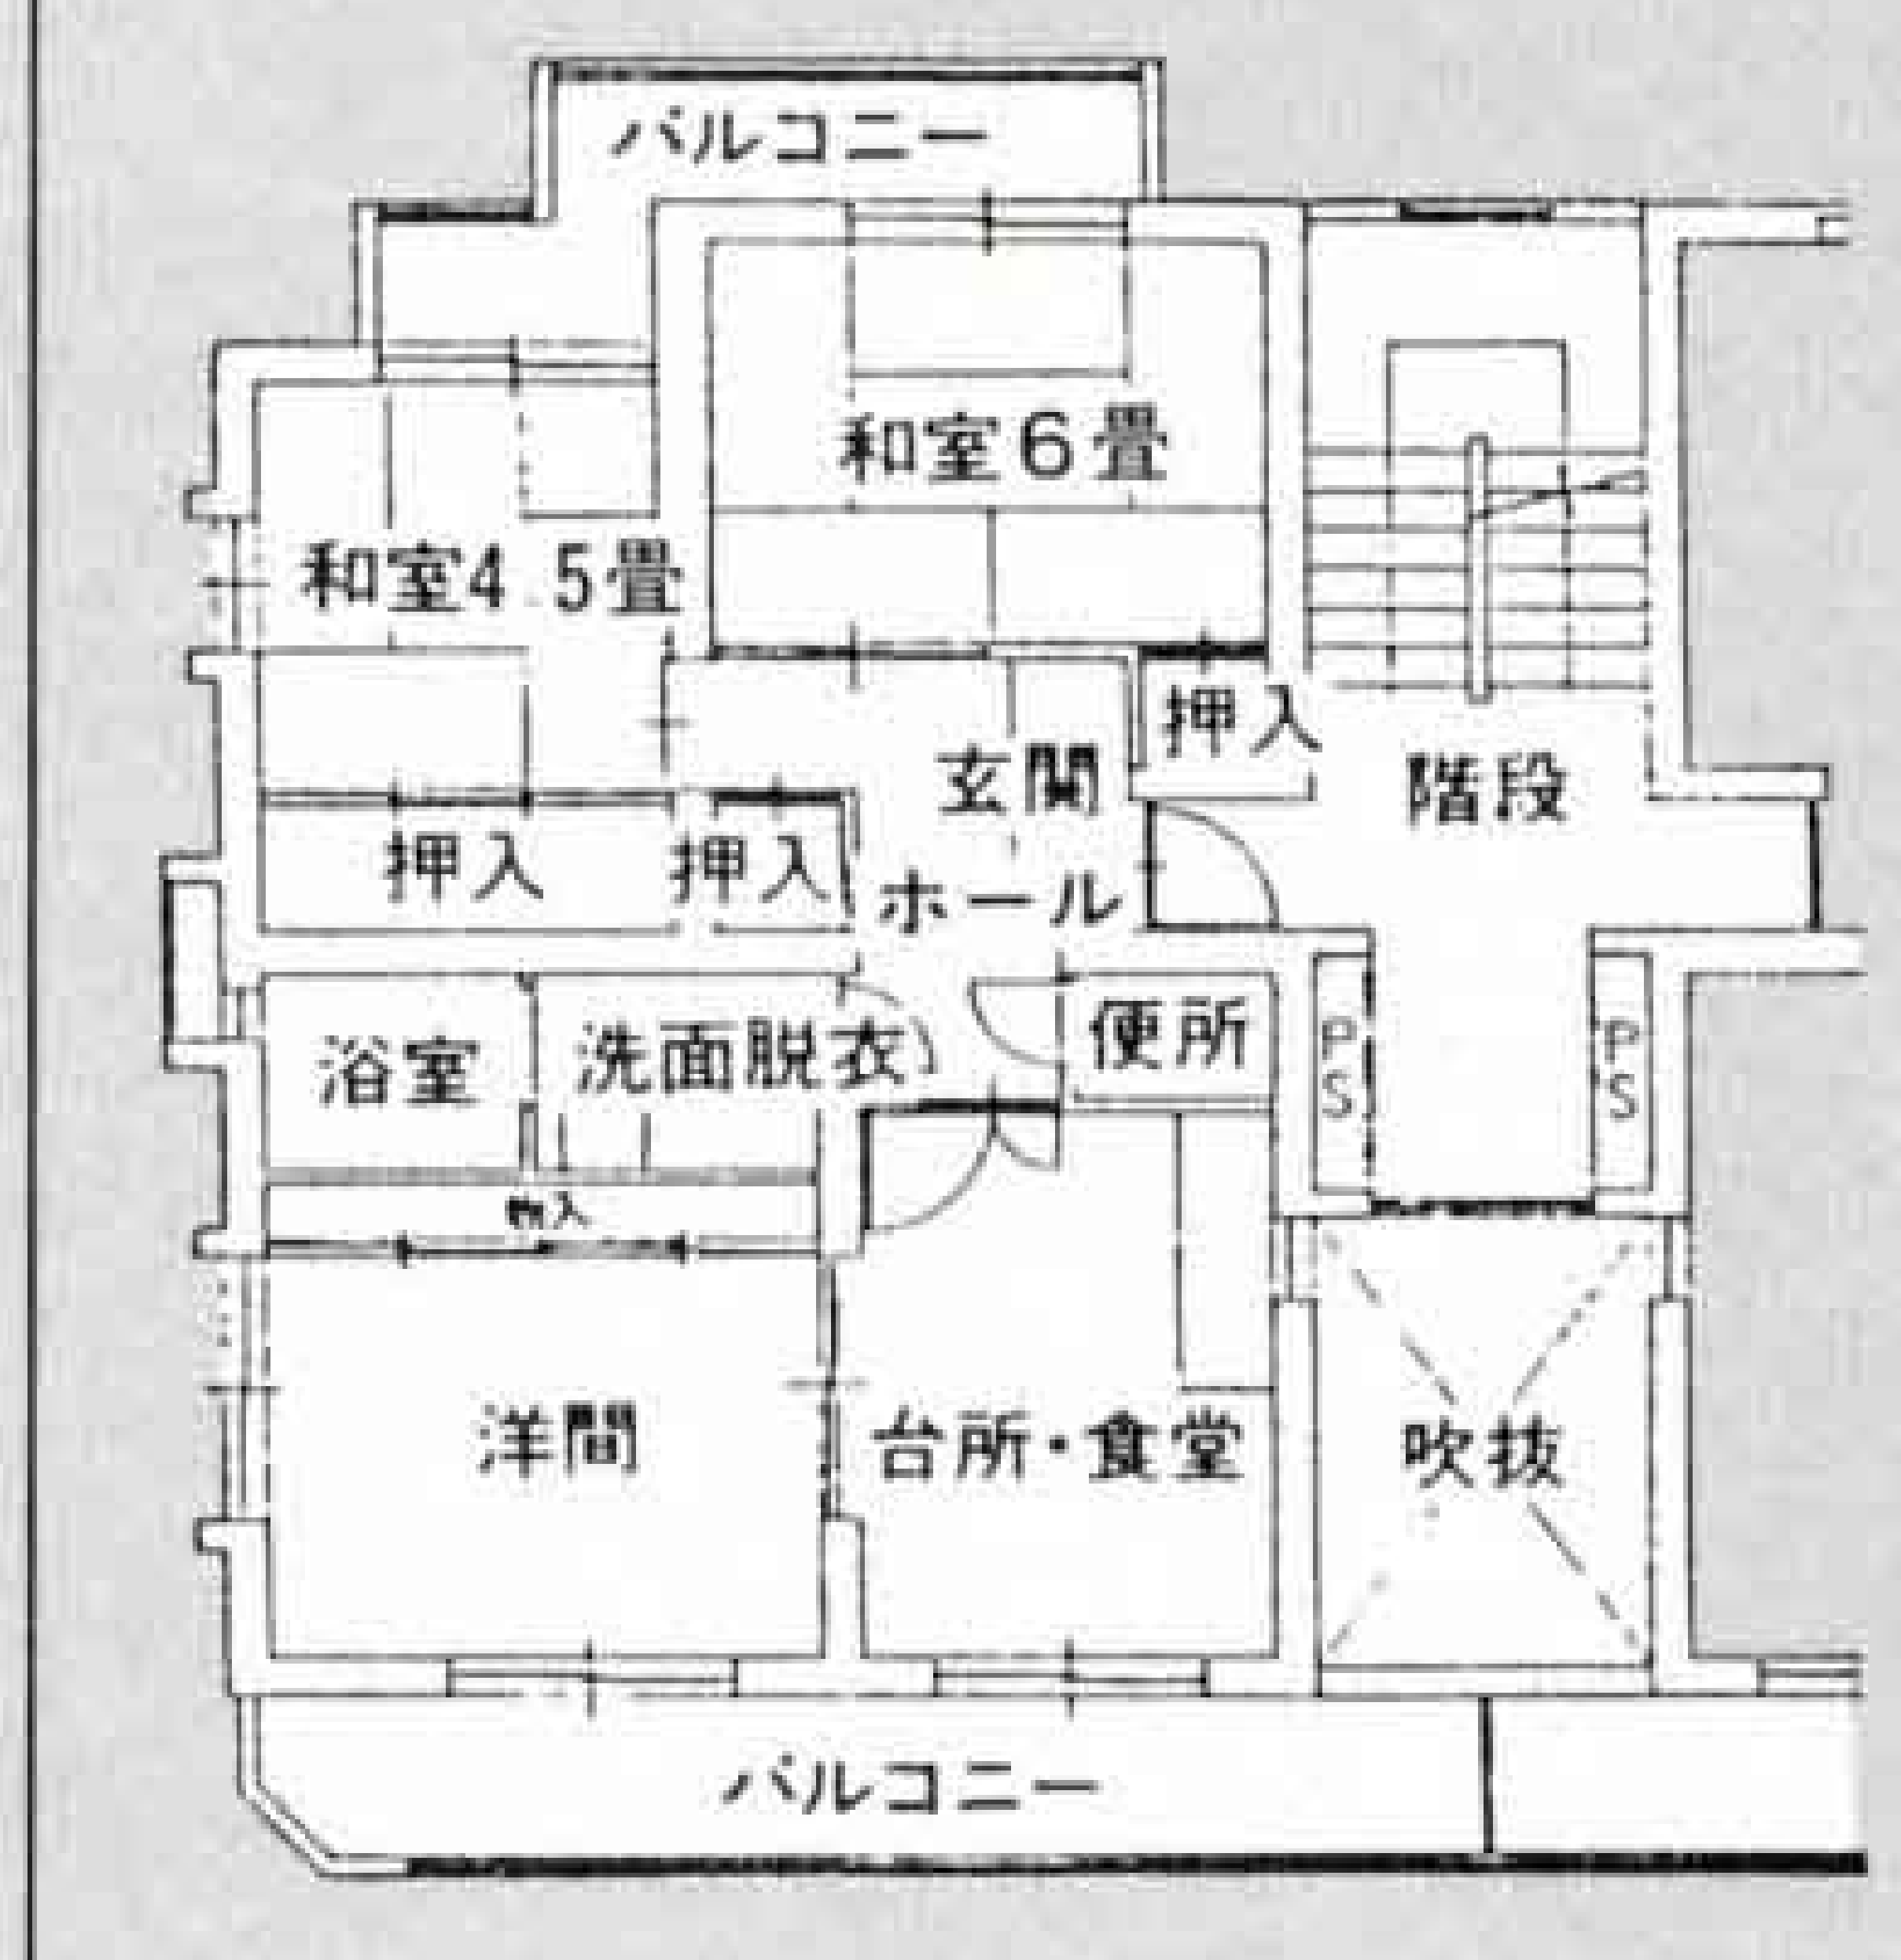 バルコニー
和室6畳
和室4.5畳
押入
玄関
階段
押入
押入
ホール
浴室
洗面脱衣
便所
PS
PS
物入
洋間
台所・食堂
吹抜
バルコニー